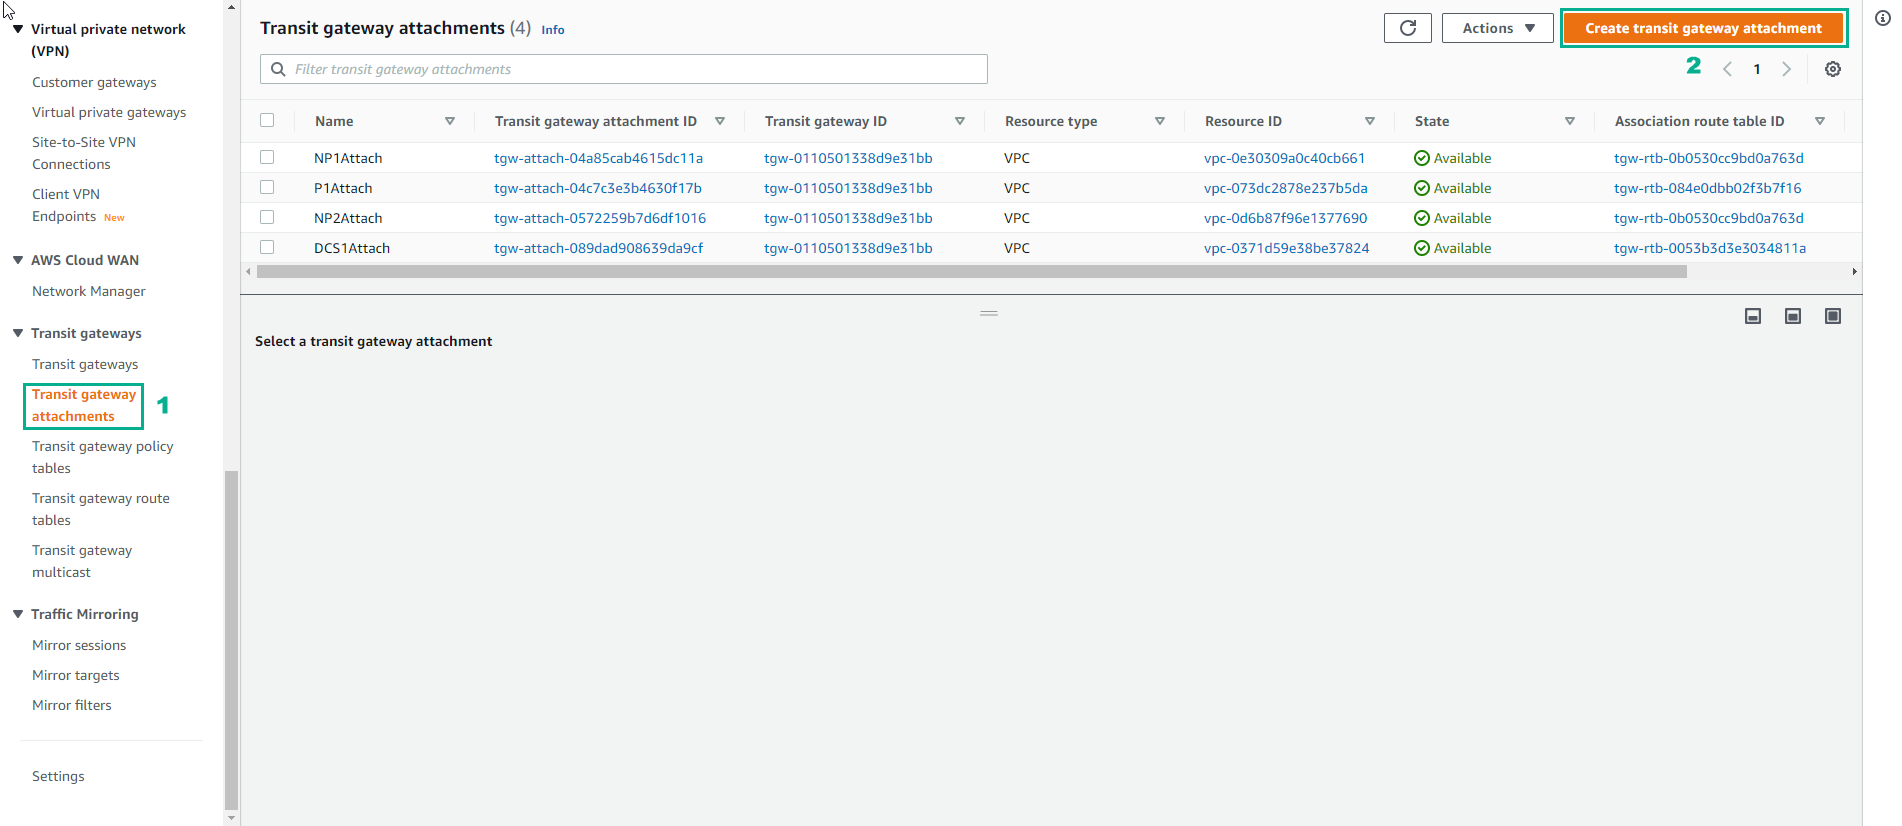 Virtual private network
(VPN)
Customer gateways
Virtual private gateways
Site-to-Site VPN
Connections
Client VPN
Endpoints New
AWS Cloud WAN
Network Manager
Transit gateways
Transit gateways
Transit gateway
attachments
1
Transit gateway policy
tables
Transit gateway route
tables
Transit gateway
multicast
Traffic Mirroring
Mirror sessions
Mirror targets
Mirror filters
Settings
Transit gateway attachments (4) Info
Actions
Create transit gateway attachment
Filter transit gateway attachments
2
1
Name Transit gateway attachment ID Transit gateway ID Resource type Resource ID State Association route table ID
NP1Attach tgw-attach-04a85cab4615dc11a tgw-0110501338d9e31bb VPC vpc-0e30309a0c40cb661 Available tgw-rtb-0b0530cc9bd0a763d
P1Attach tgw-attach-04c7c3e3b4630f17b tgw-0110501338d9e31bb VPC vpc-073dc2878e237b5da Available tgw-rtb-084e0dbb02f3b7f16
NP2Attach tgw-attach-0572259b7d6df1016 tgw-0110501338d9e31bb VPC vpc-0d6b87f96e1377690 Available tgw-rtb-0b0530cc9bd0a763d
DCS1Attach tgw-attach-089dad908639da9cf tgw-0110501338d9e31bb VPC vpc-0371d59e38be37824 Available tgw-rtb-0053b3d3e3034811a
Select a transit gateway attachment